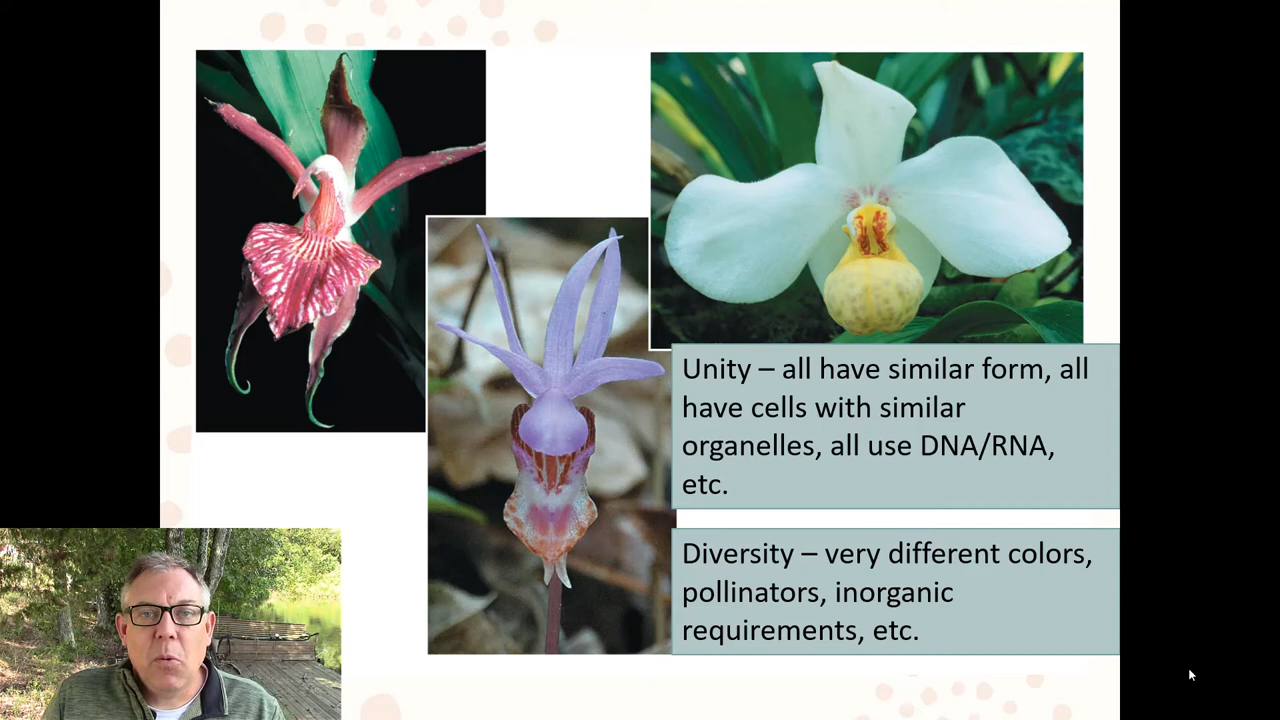 Unity – all have similar form, all
have cells with similar
organelles, all use DNA/RNA,
etc.
Diversity – very different colors,
pollinators, inorganic
requirements, etc.